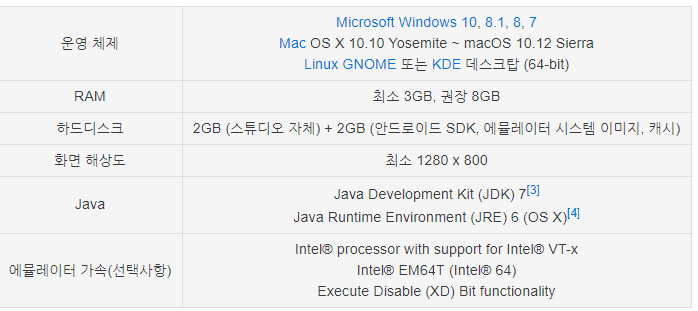 운영 체제
Microsoft Windows 10, 8.1, 8, 7
Mac OS X 10.10 Yosemite ~ macOS 10.12 Sierra
Linux GNOME 또는 KDE 데스크탑 (64-bit)
RAM
최소 3GB, 권장 8GB
하드디스크
2GB (스튜디오 자체) + 2GB (안드로이드 SDK, 에뮬레이터 시스템 이미지, 캐시)
화면 해상도
최소 1280 x 800
Java
Java Development Kit (JDK) 7[3]
Java Runtime Environment (JRE) 6 (OS X)[4]
에뮬레이터 가속(선택사항)
Intel® processor with support for Intel® VT-x
Intel® EM64T (Intel® 64)
Execute Disable (XD) Bit functionality